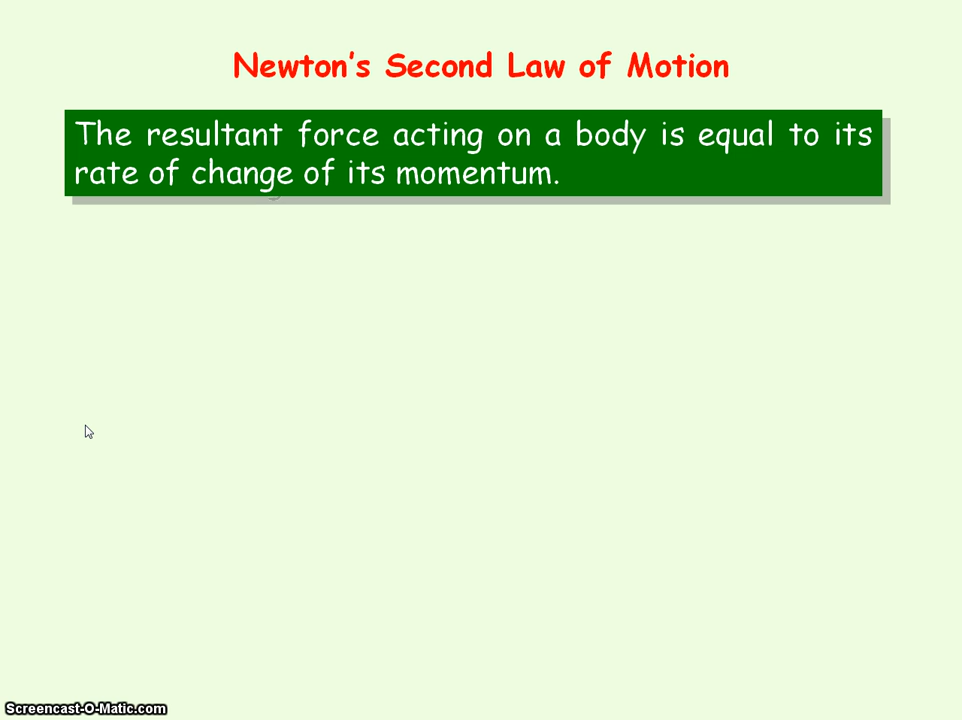 Newton's Second Law of Motion
The resultant force acting on a body is equal to its
rate of change of its momentum.
Screencast-O-Matic.com